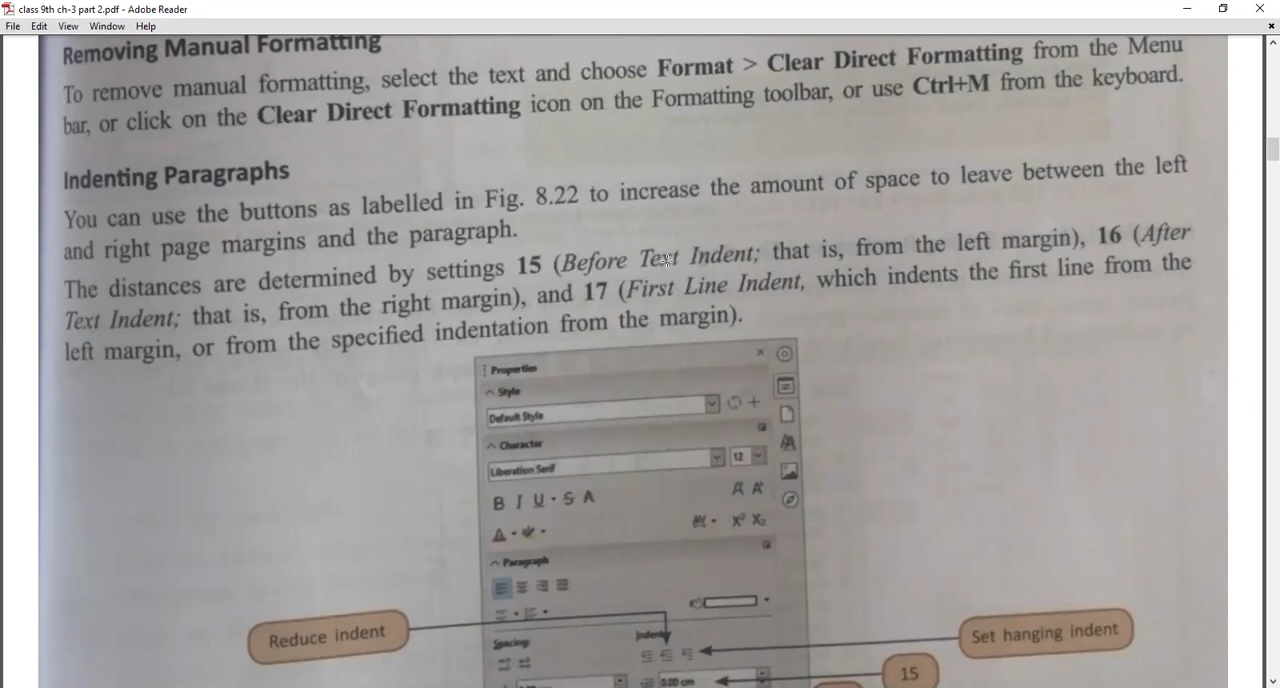 class 9th ch-3 part 2.pdf - Adobe Reader
File Edit View Window Help
Removing Manual Formatting
To remove manual formatting, select the text and choose Format > Clear Direct Formatting from the Menu
bar, or click on the Clear Direct Formatting icon on the Formatting toolbar, or use Ctrl+M from the keyboard.
Indenting Paragraphs
You can use the buttons as labelled in Fig. 8.22 to increase the amount of space to leave between the left
and right page margins and the paragraph.
The distances are determined by settings 15 (Before Text Indent; that is, from the left margin), 16 (After
Text Indent; that is, from the right margin), and 17 (First Line Indent, which indents the first line from the
left margin, or from the specified indentation from the margin).
Properties
Style
Default Style
Character
Liberation Serif 12
B I U S A
A A
A X² X₂
Paragraph
Reduce indent
Set hanging indent
Spacing: Indent:
0.00 cm
15